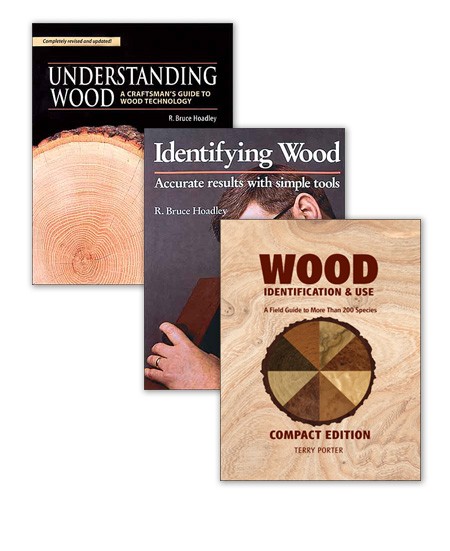 Completely revised and updated!
UNDERSTANDING
WOOD A CRAFTSMAN'S GUIDE TO
WOOD TECHNOLOGY
R. Bruce Hoadley
Identifying Wood
Accurate results with simple tools
R. Bruce Hoadley
WOOD
IDENTIFICATION & USE
A Field Guide to More Than 200 Species
COMPACT EDITION
TERRY PORTER